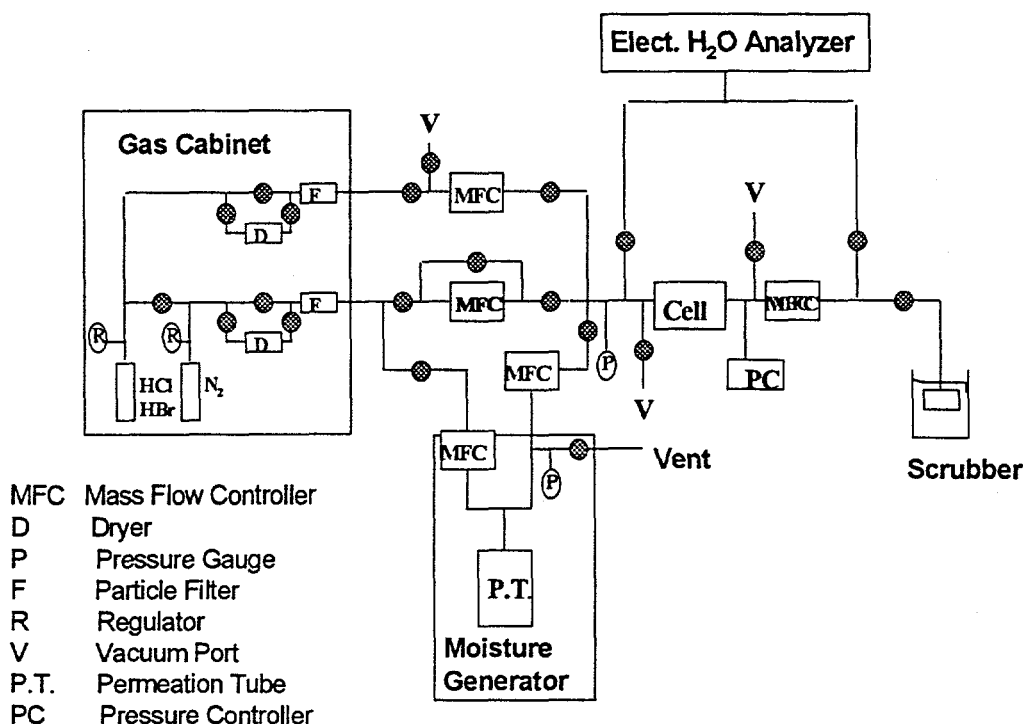 Elect. H₂O Analyzer
Gas Cabinet
V
F
MFC
D
V
F
MFC
Cell
MFC
D
R
R
P
MFC
PC
HCl
HBr
N₂
V
MFC
P
Vent
Scrubber
P.T.
Moisture
Generator
MFC Mass Flow Controller
D Dryer
P Pressure Gauge
F Particle Filter
R Regulator
V Vacuum Port
P.T. Permeation Tube
PC Pressure Controller